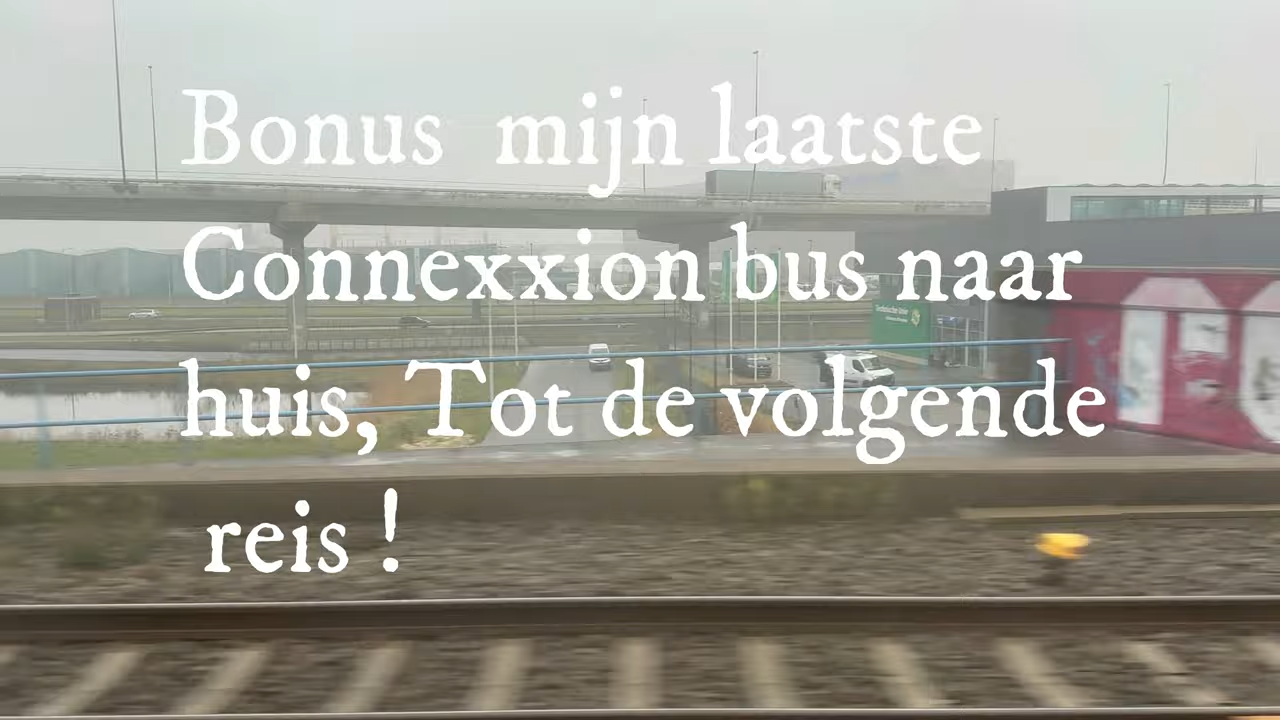 Bonus mijn laatste
Connexxion bus naar
huis, Tot de volgende
reis !